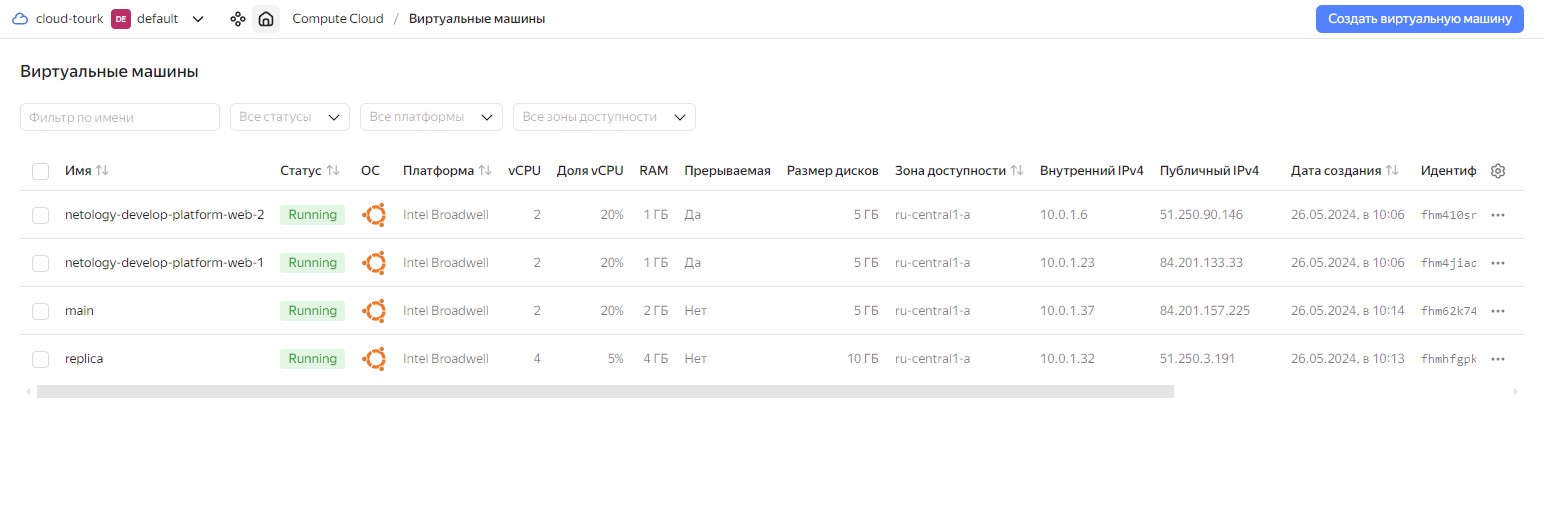 cloud-tourk DE default Compute Cloud / Виртуальные машины Создать виртуальную машину
Виртуальные машины
Фильтр по имени Все статусы Все платформы Все зоны доступности
Имя Статус ОС Платформа vCPU Доля vCPU RAM Прерываемая Размер дисков Зона доступности Внутренний IPv4 Публичный IPv4 Дата создания Идентиф
netology-develop-platform-web-2 Running Intel Broadwell 2 20% 1 ГБ Да 5 ГБ ru-central1-a 10.0.1.6 51.250.90.146 26.05.2024, в 10:06 fhm410sr
netology-develop-platform-web-1 Running Intel Broadwell 2 20% 1 ГБ Да 5 ГБ ru-central1-a 10.0.1.23 84.201.133.33 26.05.2024, в 10:06 fhm4jiac
main Running Intel Broadwell 2 20% 2 ГБ Нет 5 ГБ ru-central1-a 10.0.1.37 84.201.157.225 26.05.2024, в 10:14 fhm62k74
replica Running Intel Broadwell 4 5% 4 ГБ Нет 10 ГБ ru-central1-a 10.0.1.32 51.250.3.191 26.05.2024, в 10:13 fhmhfgpk